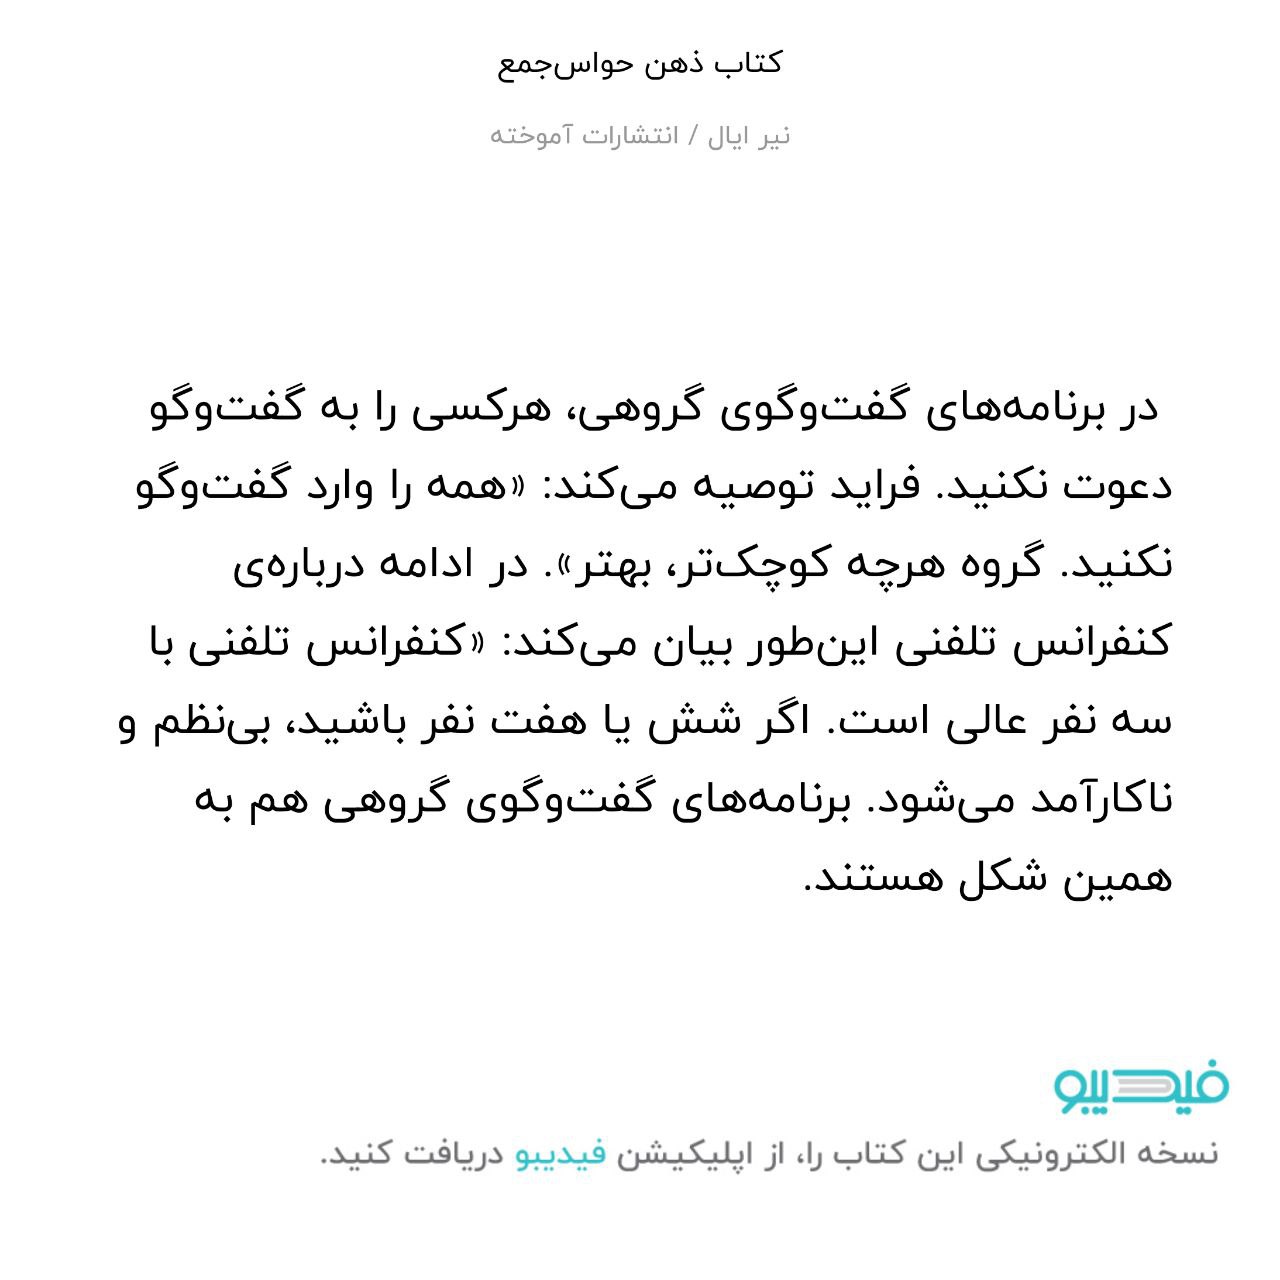 کتاب ذهن حواس‌جمع
نیر ایال / انتشارات آموخته
در برنامه‌های گفت‌وگوی گروهی، هرکسی را به گفت‌وگو
دعوت نکنید. فراید توصیه می‌کند: «همه را وارد گفت‌وگو
نکنید. گروه هرچه کوچک‌تر، بهتر». در ادامه درباره‌ی
کنفرانس تلفنی این‌طور بیان می‌کند: «کنفرانس تلفنی با
سه نفر عالی است. اگر شش یا هفت نفر باشید، بی‌نظم و
ناکارآمد می‌شود. برنامه‌های گفت‌وگوی گروهی هم به
همین شکل هستند.
فیدیبو
نسخه الکترونیکی این کتاب را، از اپلیکیشن فیدیبو دریافت کنید.